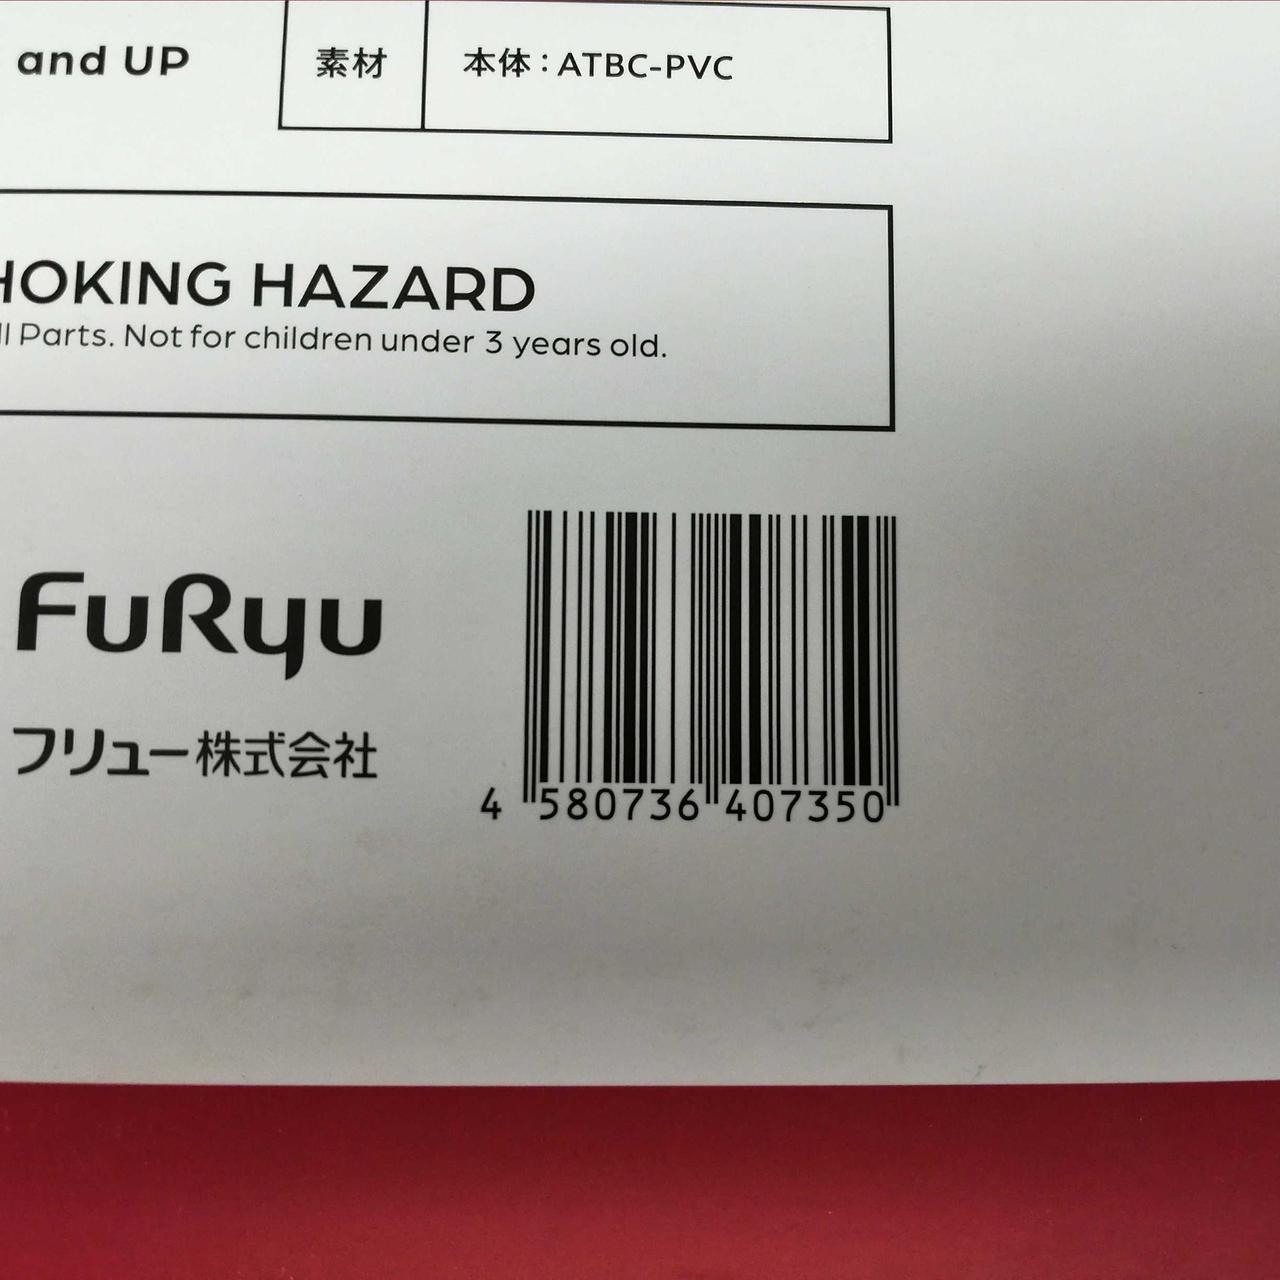 and UP
素材 本体：ATBC-PVC
HOKING HAZARD
ll Parts. Not for children under 3 years old.
FuRyu
フリュー株式会社
4 580736 407350